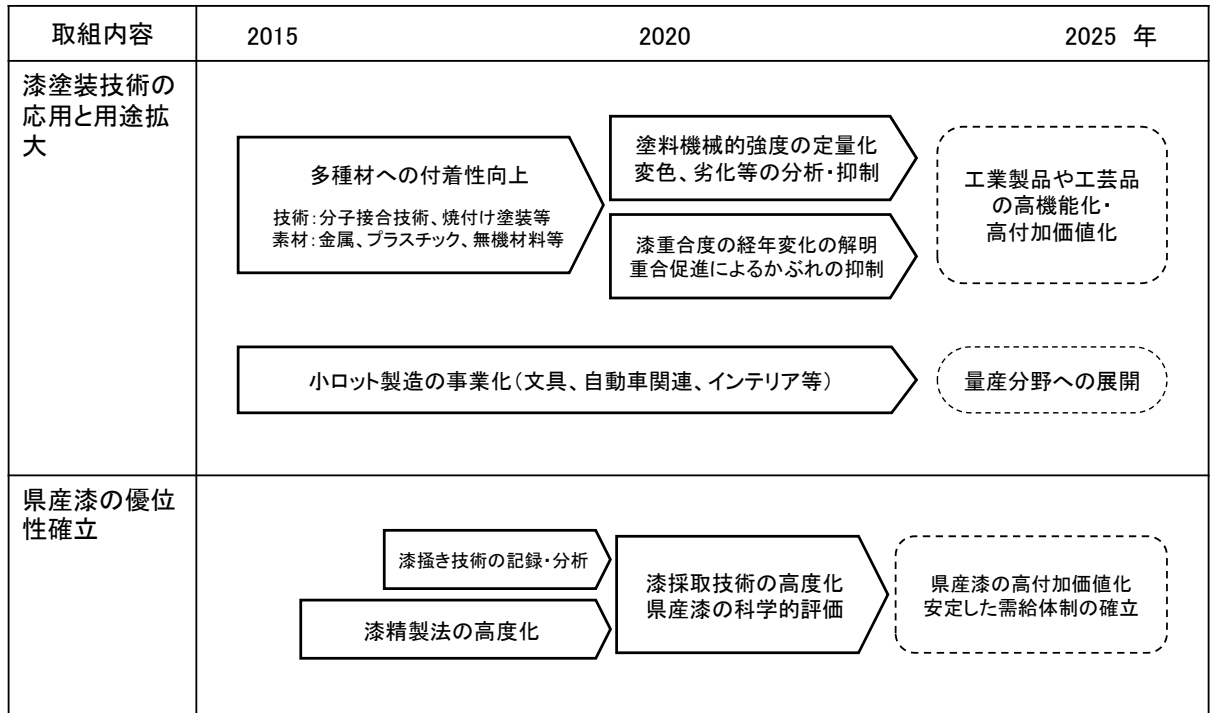 取組内容
2015
2020
2025 年
漆塗装技術の
応用と用途拡
大
多種材への付着性向上
技術：分子接合技術、焼付け塗装等
素材：金属、プラスチック、無機材料等
塗料機械的強度の定量化
変色、劣化等の分析・抑制
漆重合度の経年変化の解明
重合促進によるかぶれの抑制
工業製品や工芸品
の高機能化・
高付加価値化
小ロット製造の事業化（文具、自動車関連、インテリア等）
量産分野への展開
県産漆の優位
性確立
漆掻き技術の記録・分析
漆精製法の高度化
漆採取技術の高度化
県産漆の科学的評価
県産漆の高付加価値化
安定した需給体制の確立